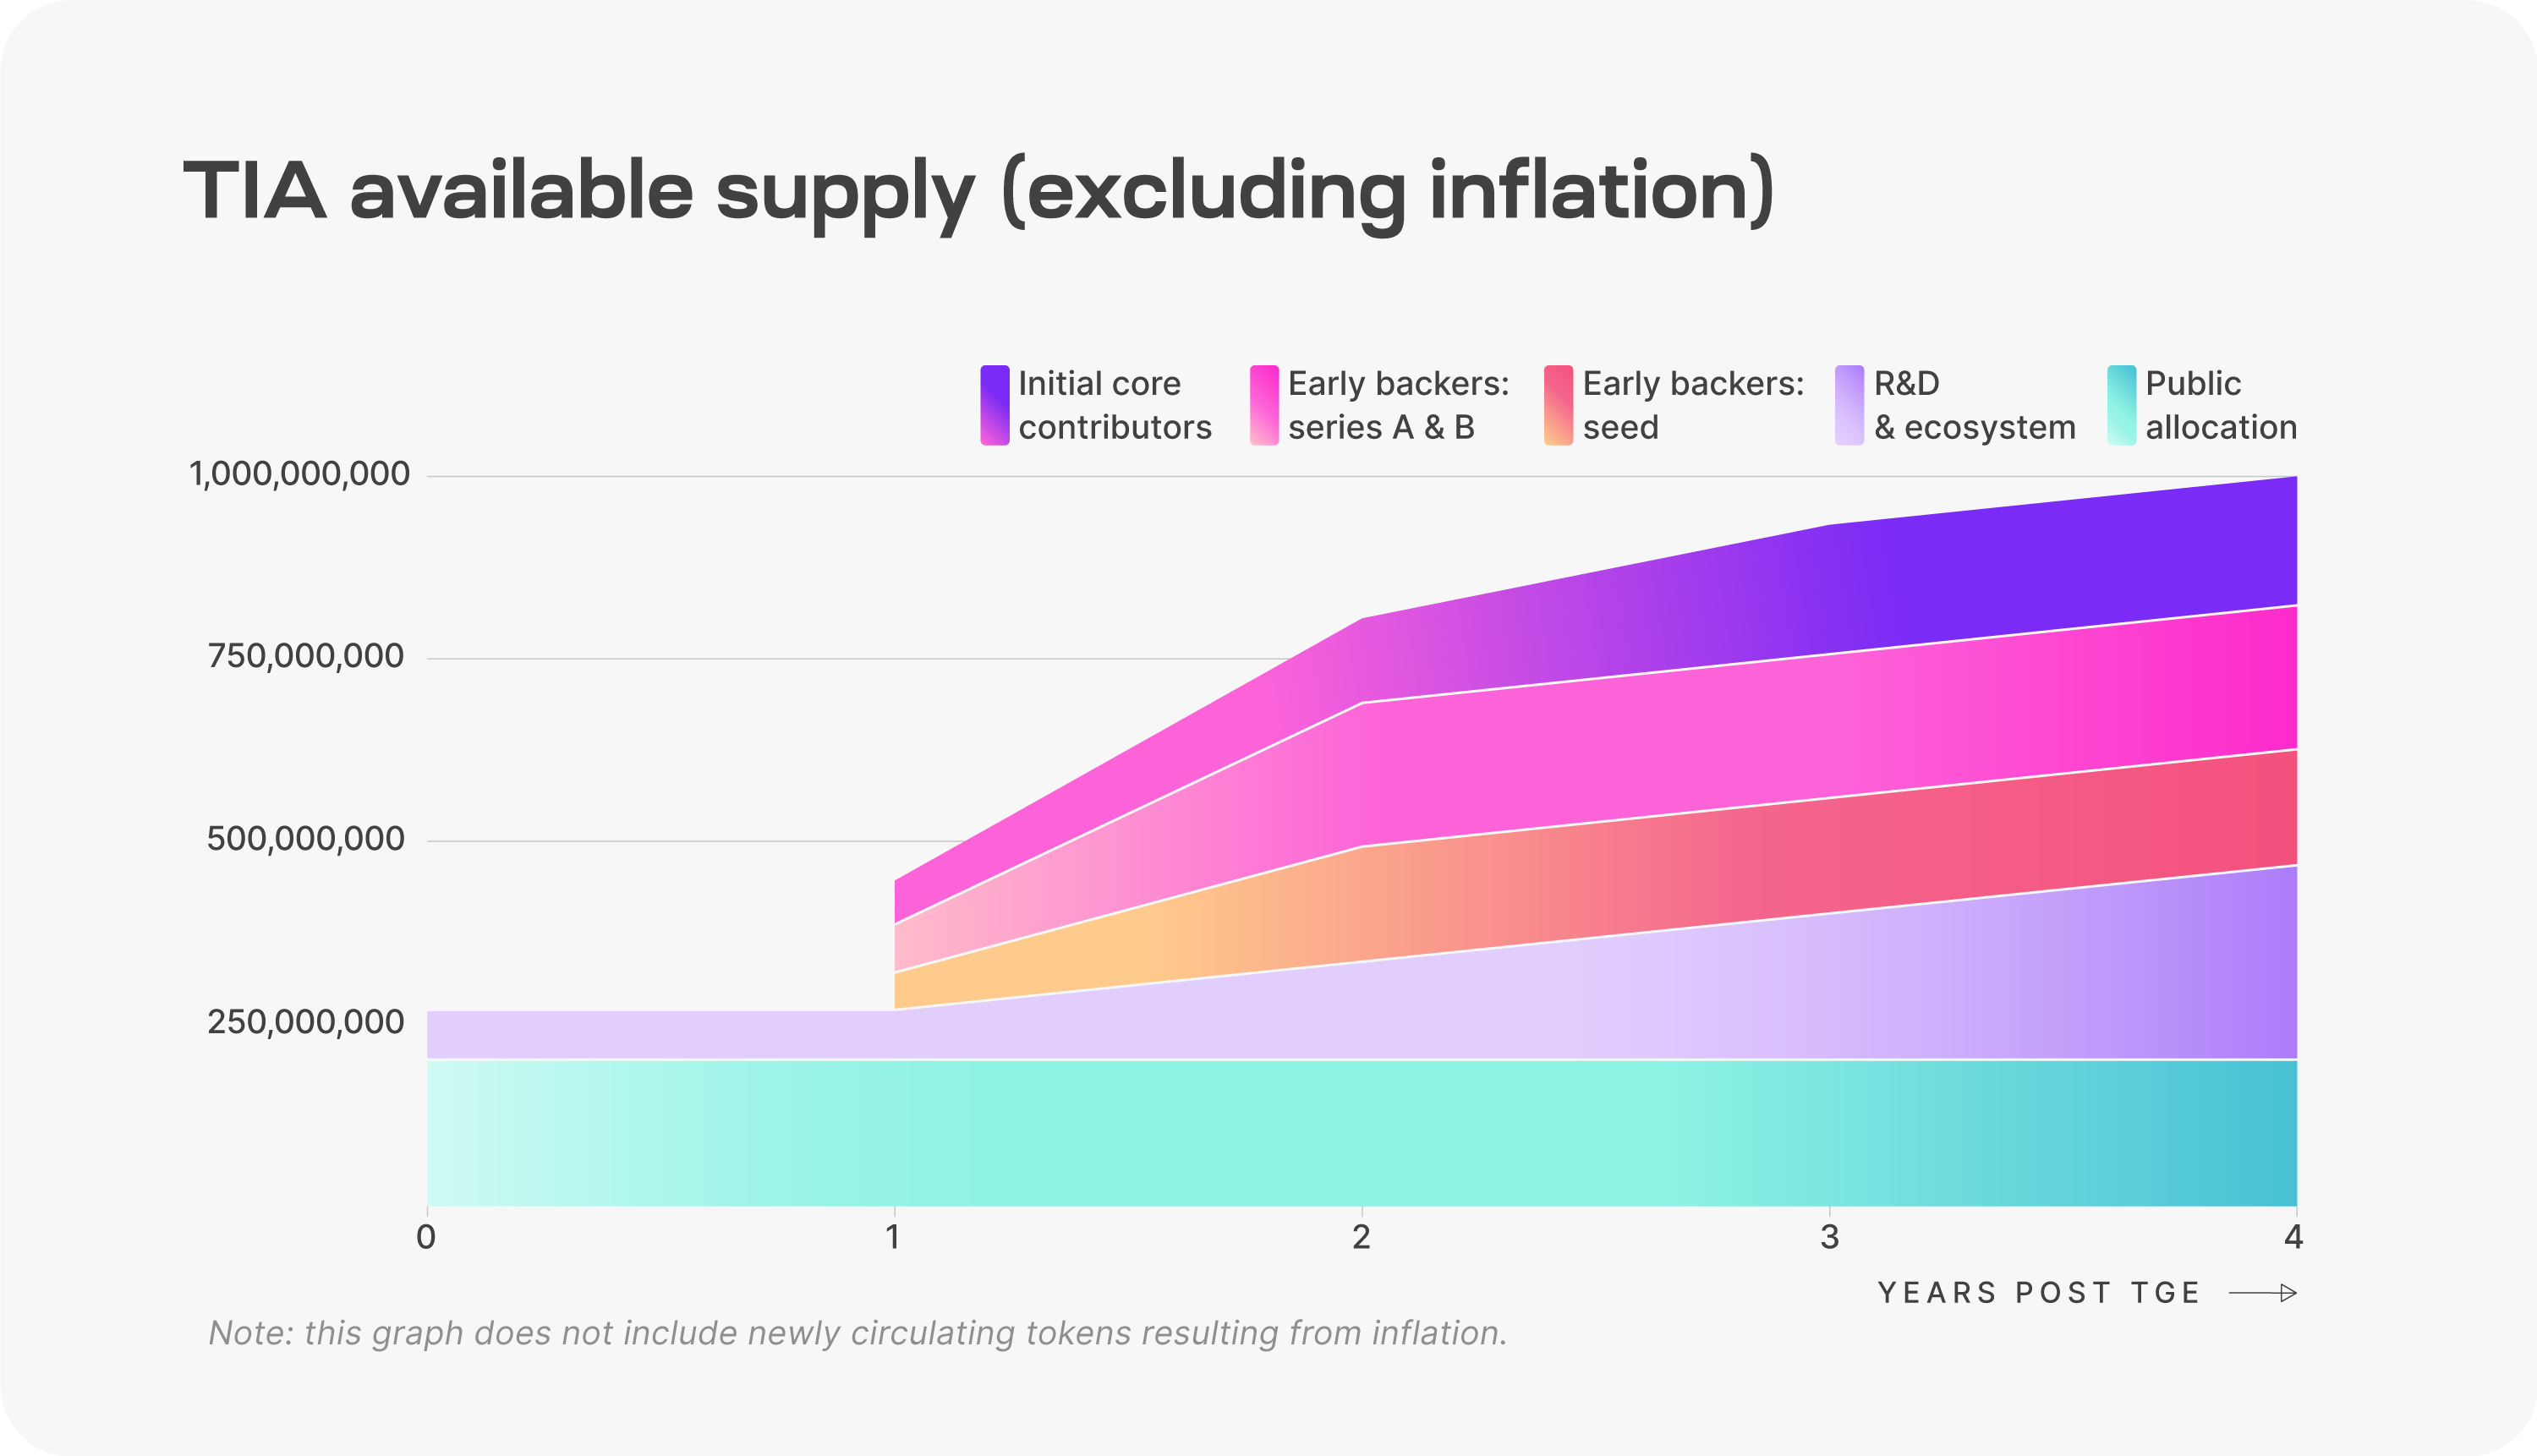 TIA available supply (excluding inflation)
Initial core
contributors
Early backers:
series A & B
Early backers:
seed
R&D
& ecosystem
Public
allocation
1,000,000,000
750,000,000
500,000,000
250,000,000
0
1
2
3
4
YEARS POST TGE
Note: this graph does not include newly circulating tokens resulting from inflation.